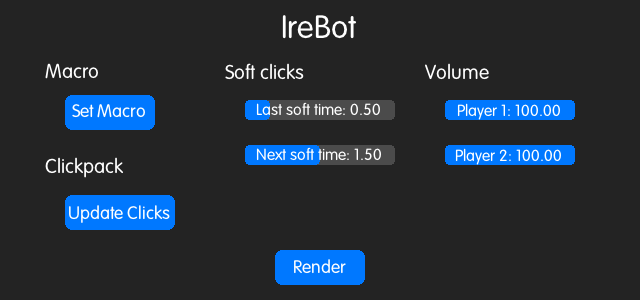 IreBot
Macro
Set Macro
Clickpack
Update Clicks
Soft clicks
Last soft time: 0.50
Next soft time: 1.50
Volume
Player 1: 100.00
Player 2: 100.00
Render